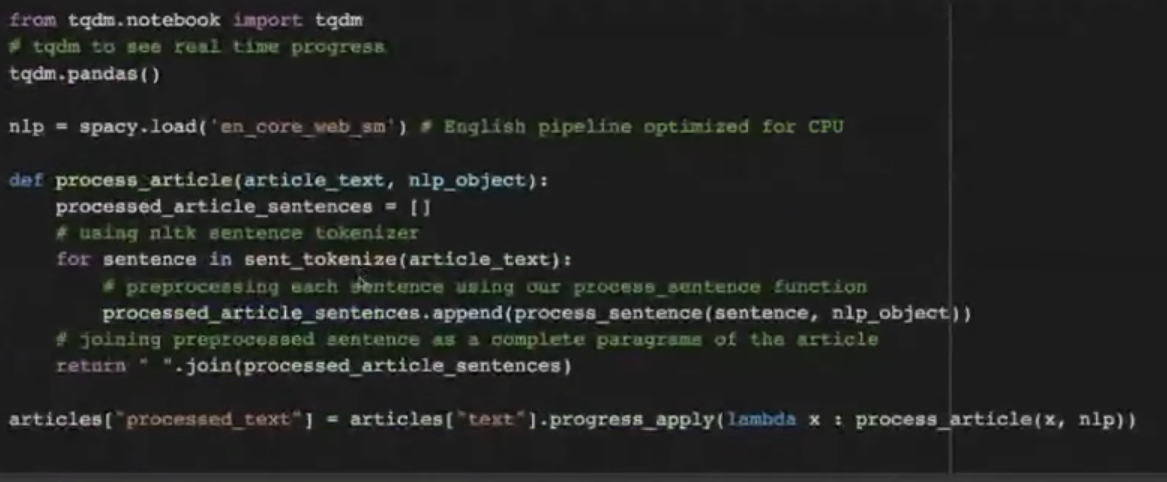 from tqdm.notebook import tqdm
# tqdm to see real time progress
tqdm.pandas()
nlp = spacy.load('en_core_web_sm') # English pipeline optimized for CPU
def process_article(article_text, nlp_object):
processed_article_sentences = []
# using nltk sentence tokenizer
for sentence in sent_tokenize(article_text):
# preprocessing each sentence using our process_sentence function
processed_article_sentences.append(process_sentence(sentence, nlp_object))
# joining preprocessed sentence as a complete paragrams of the article
return " ".join(processed_article_sentences)
articles["processed_text"] = articles["text"].progress_apply(lambda x : process_article(x, nlp))